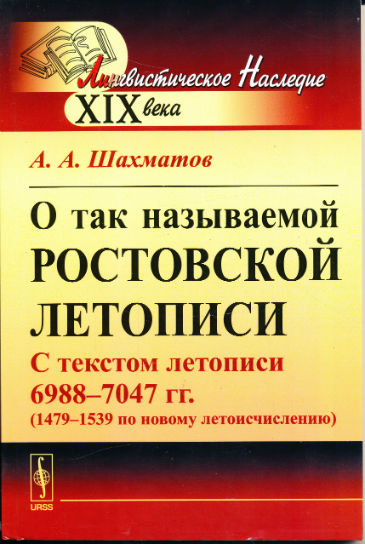 Лингвистическое Наследие
XIX века
А. А. Шахматов
О так называемой
РОСТОВСКОЙ
ЛЕТОПИСИ
С текстом летописи
6988–7047 гг.
(1479–1539 по новому летоисчислению)
URSS